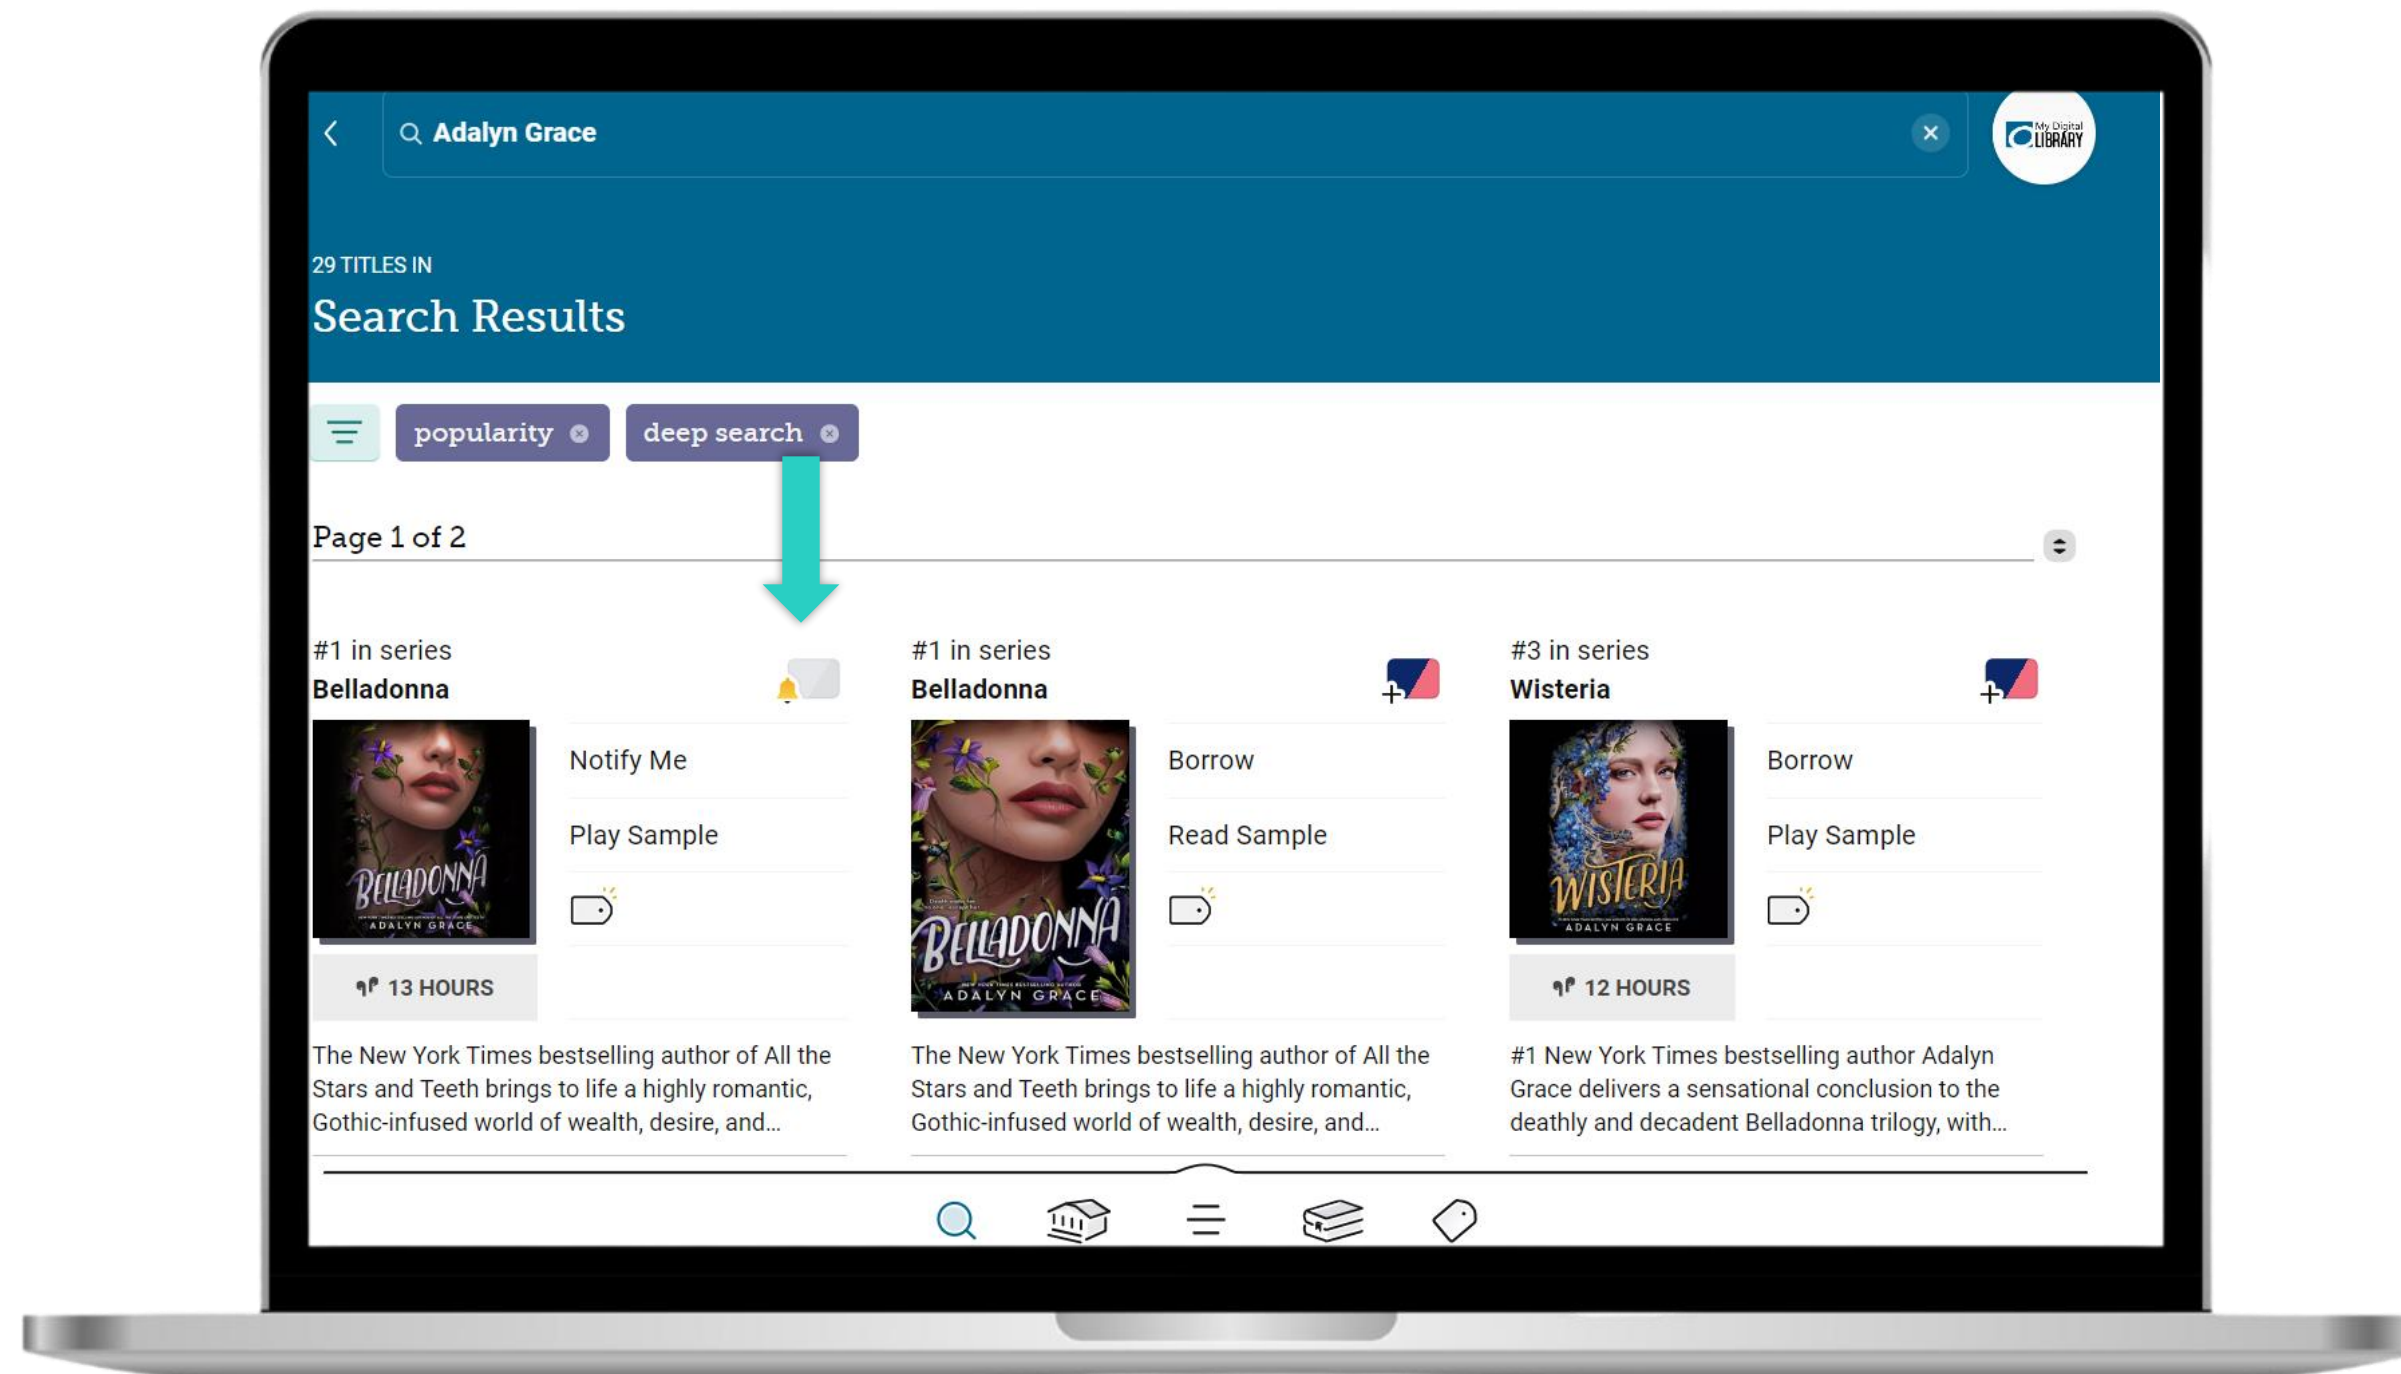 Adalyn Grace
My Digital
LIBRARY
29 TITLES IN
Search Results
popularity
deep search
Page 1 of 2
#1 in series
Belladonna
Notify Me
Play Sample
BELLADONNA
ADALYN GRACE
13 HOURS
The New York Times bestselling author of All the
Stars and Teeth brings to life a highly romantic,
Gothic-infused world of wealth, desire, and...
#1 in series
Belladonna
Borrow
Read Sample
BELLADONNA
ADALYN GRACE
The New York Times bestselling author of All the
Stars and Teeth brings to life a highly romantic,
Gothic-infused world of wealth, desire, and...
#3 in series
Wisteria
Borrow
Play Sample
WISTERIA
ADALYN GRACE
12 HOURS
#1 New York Times bestselling author Adalyn
Grace delivers a sensational conclusion to the
deathly and decadent Belladonna trilogy, with...